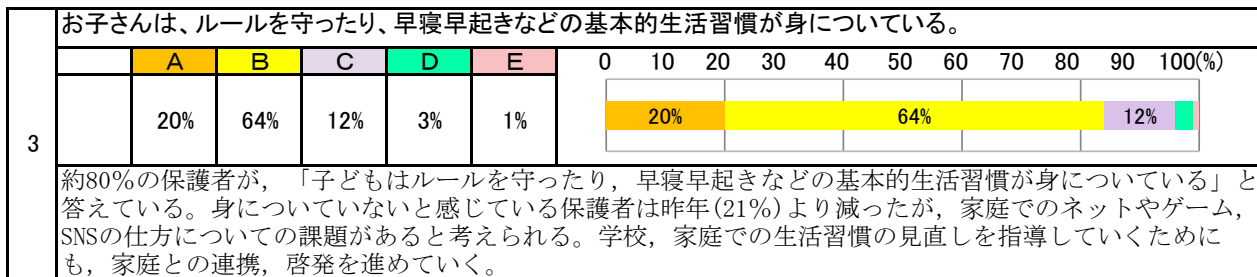 お子さんは、ルールを守ったり、早寝早起きなどの基本的生活習慣が身についている。
3
A B C D E
20% 64% 12% 3% 1%
0 10 20 30 40 50 60 70 80 90 100(%)
20% 64% 12%
約80%の保護者が，「子どもはルールを守ったり，早寝早起きなどの基本的生活習慣が身についている」と
答えている。身についていないと感じている保護者は昨年(21%)より減ったが，家庭でのネットやゲーム，
SNSの仕方についての課題があると考えられる。学校，家庭での生活習慣の見直しを指導していくために
も，家庭との連携，啓発を進めていく。